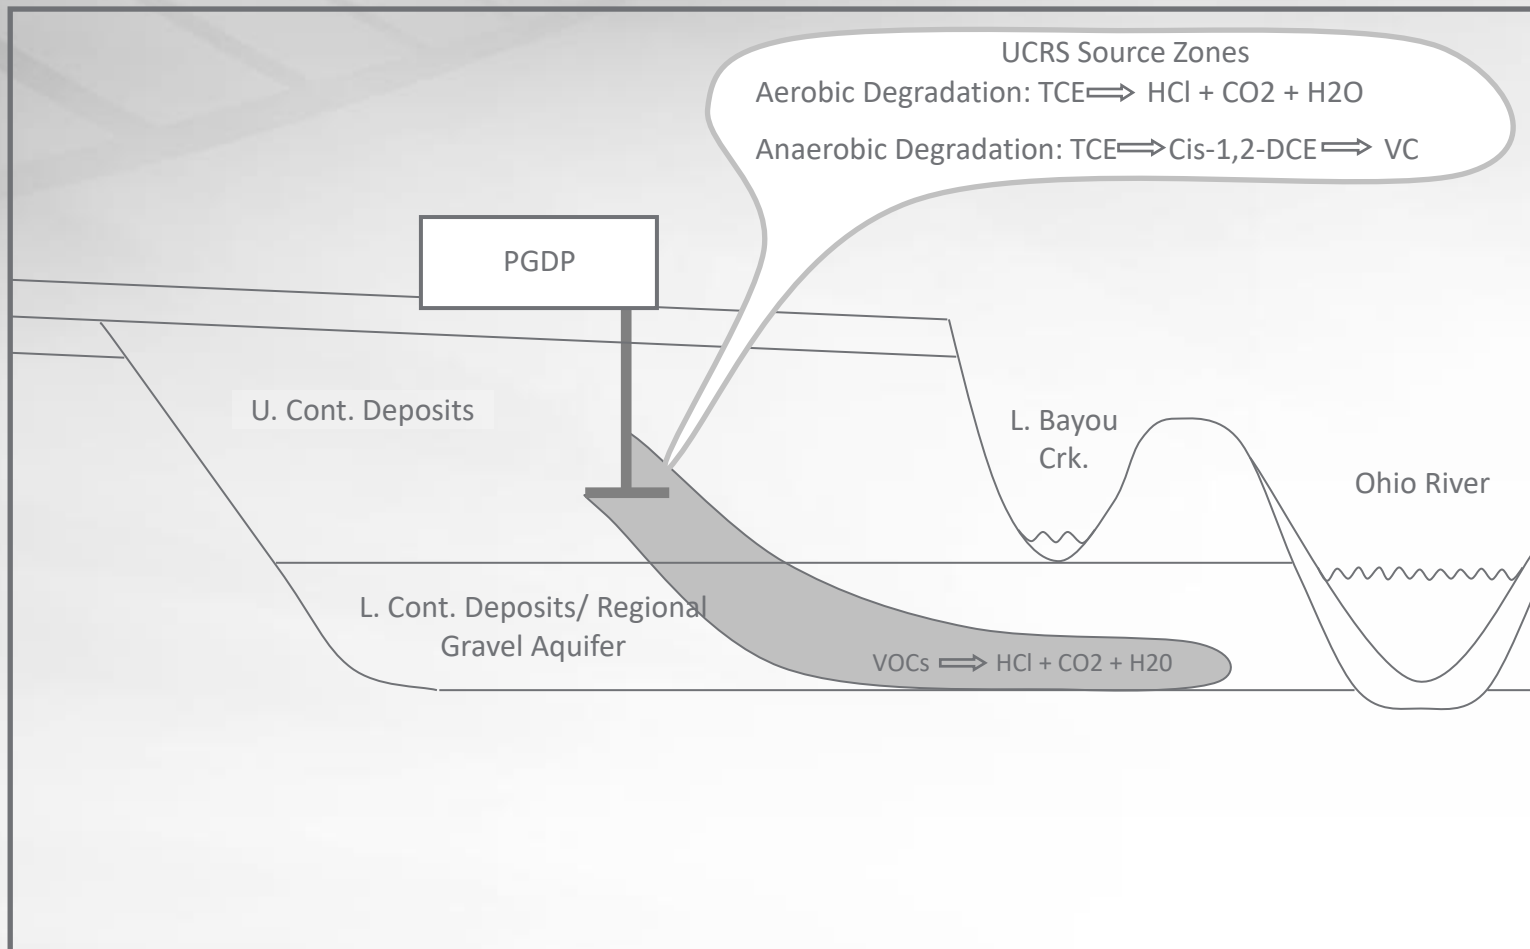 UCRS Source Zones
Aerobic Degradation: TCE ⇒ HCl + CO2 + H2O
Anaerobic Degradation: TCE ⇒ Cis-1,2-DCE ⇒ VC
PGDP
U. Cont. Deposits
L. Bayou
Crk.
Ohio River
L. Cont. Deposits/ Regional
Gravel Aquifer
VOCs ⇒ HCl + CO2 + H20